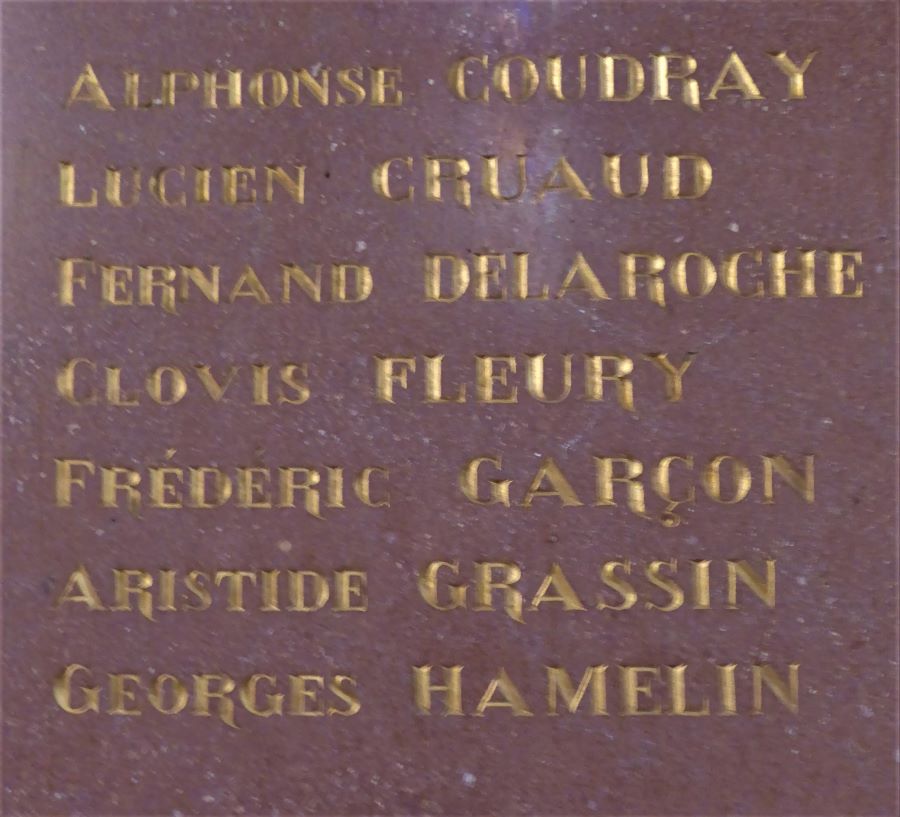 ALPHONSE COUDRAY
LUCIEN CRUAUD
FERNAND DELAROCHE
CLOVIS FLEURY
FRÉDÉRIC GARÇON
ARISTIDE GRASSIN
GEORGES HAMELIN